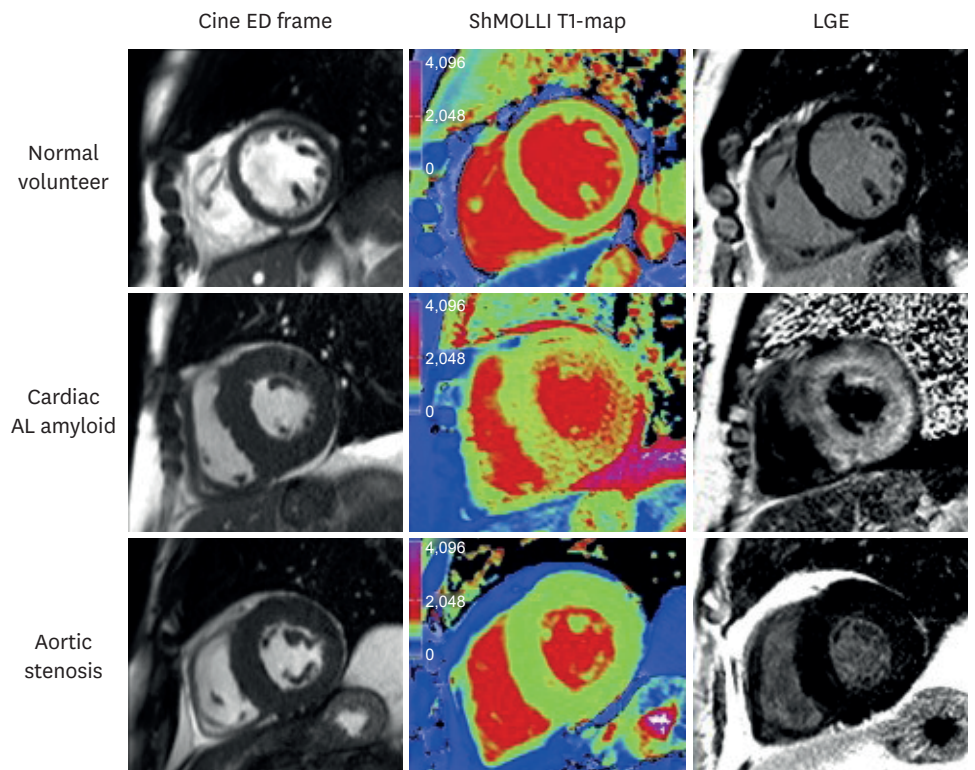 Cine ED frame
ShMOLLI T1-map
LGE
Normal
volunteer
4,096
2,048
0
Cardiac
AL amyloid
4,096
2,048
0
Aortic
stenosis
4,096
2,048
0